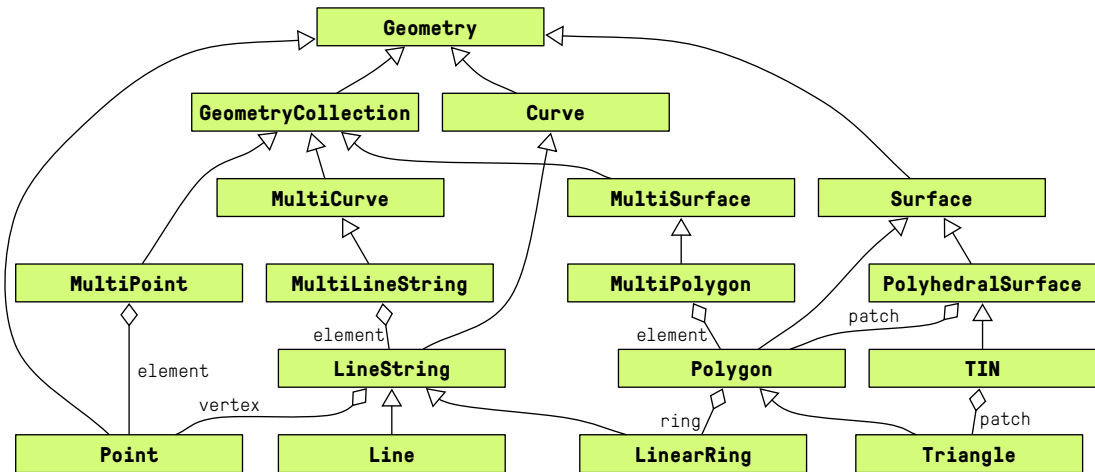 Geometry
GeometryCollection
Curve
MultiCurve
MultiSurface
Surface
MultiPoint
MultiLineString
MultiPolygon
PolyhedralSurface
element
element
patch
LineString
Polygon
TIN
element
vertex
ring
patch
Point
Line
LinearRing
Triangle